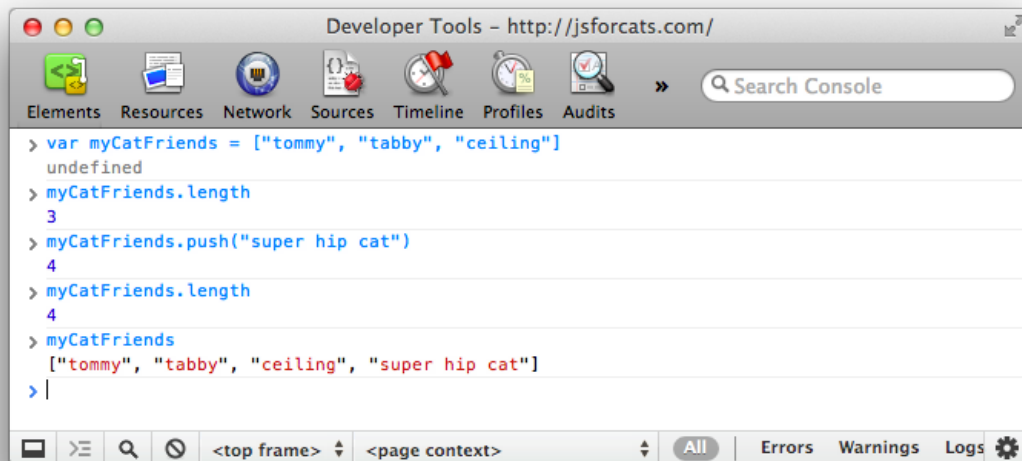 Developer Tools – http://jsforcats.com/
Elements Resources Network Sources Timeline Profiles Audits » Search Console
> var myCatFriends = ["tommy", "tabby", "ceiling"]
undefined
> myCatFriends.length
3
> myCatFriends.push("super hip cat")
4
> myCatFriends.length
4
> myCatFriends
["tommy", "tabby", "ceiling", "super hip cat"]
>
<top frame> <page context> All Errors Warnings Logs